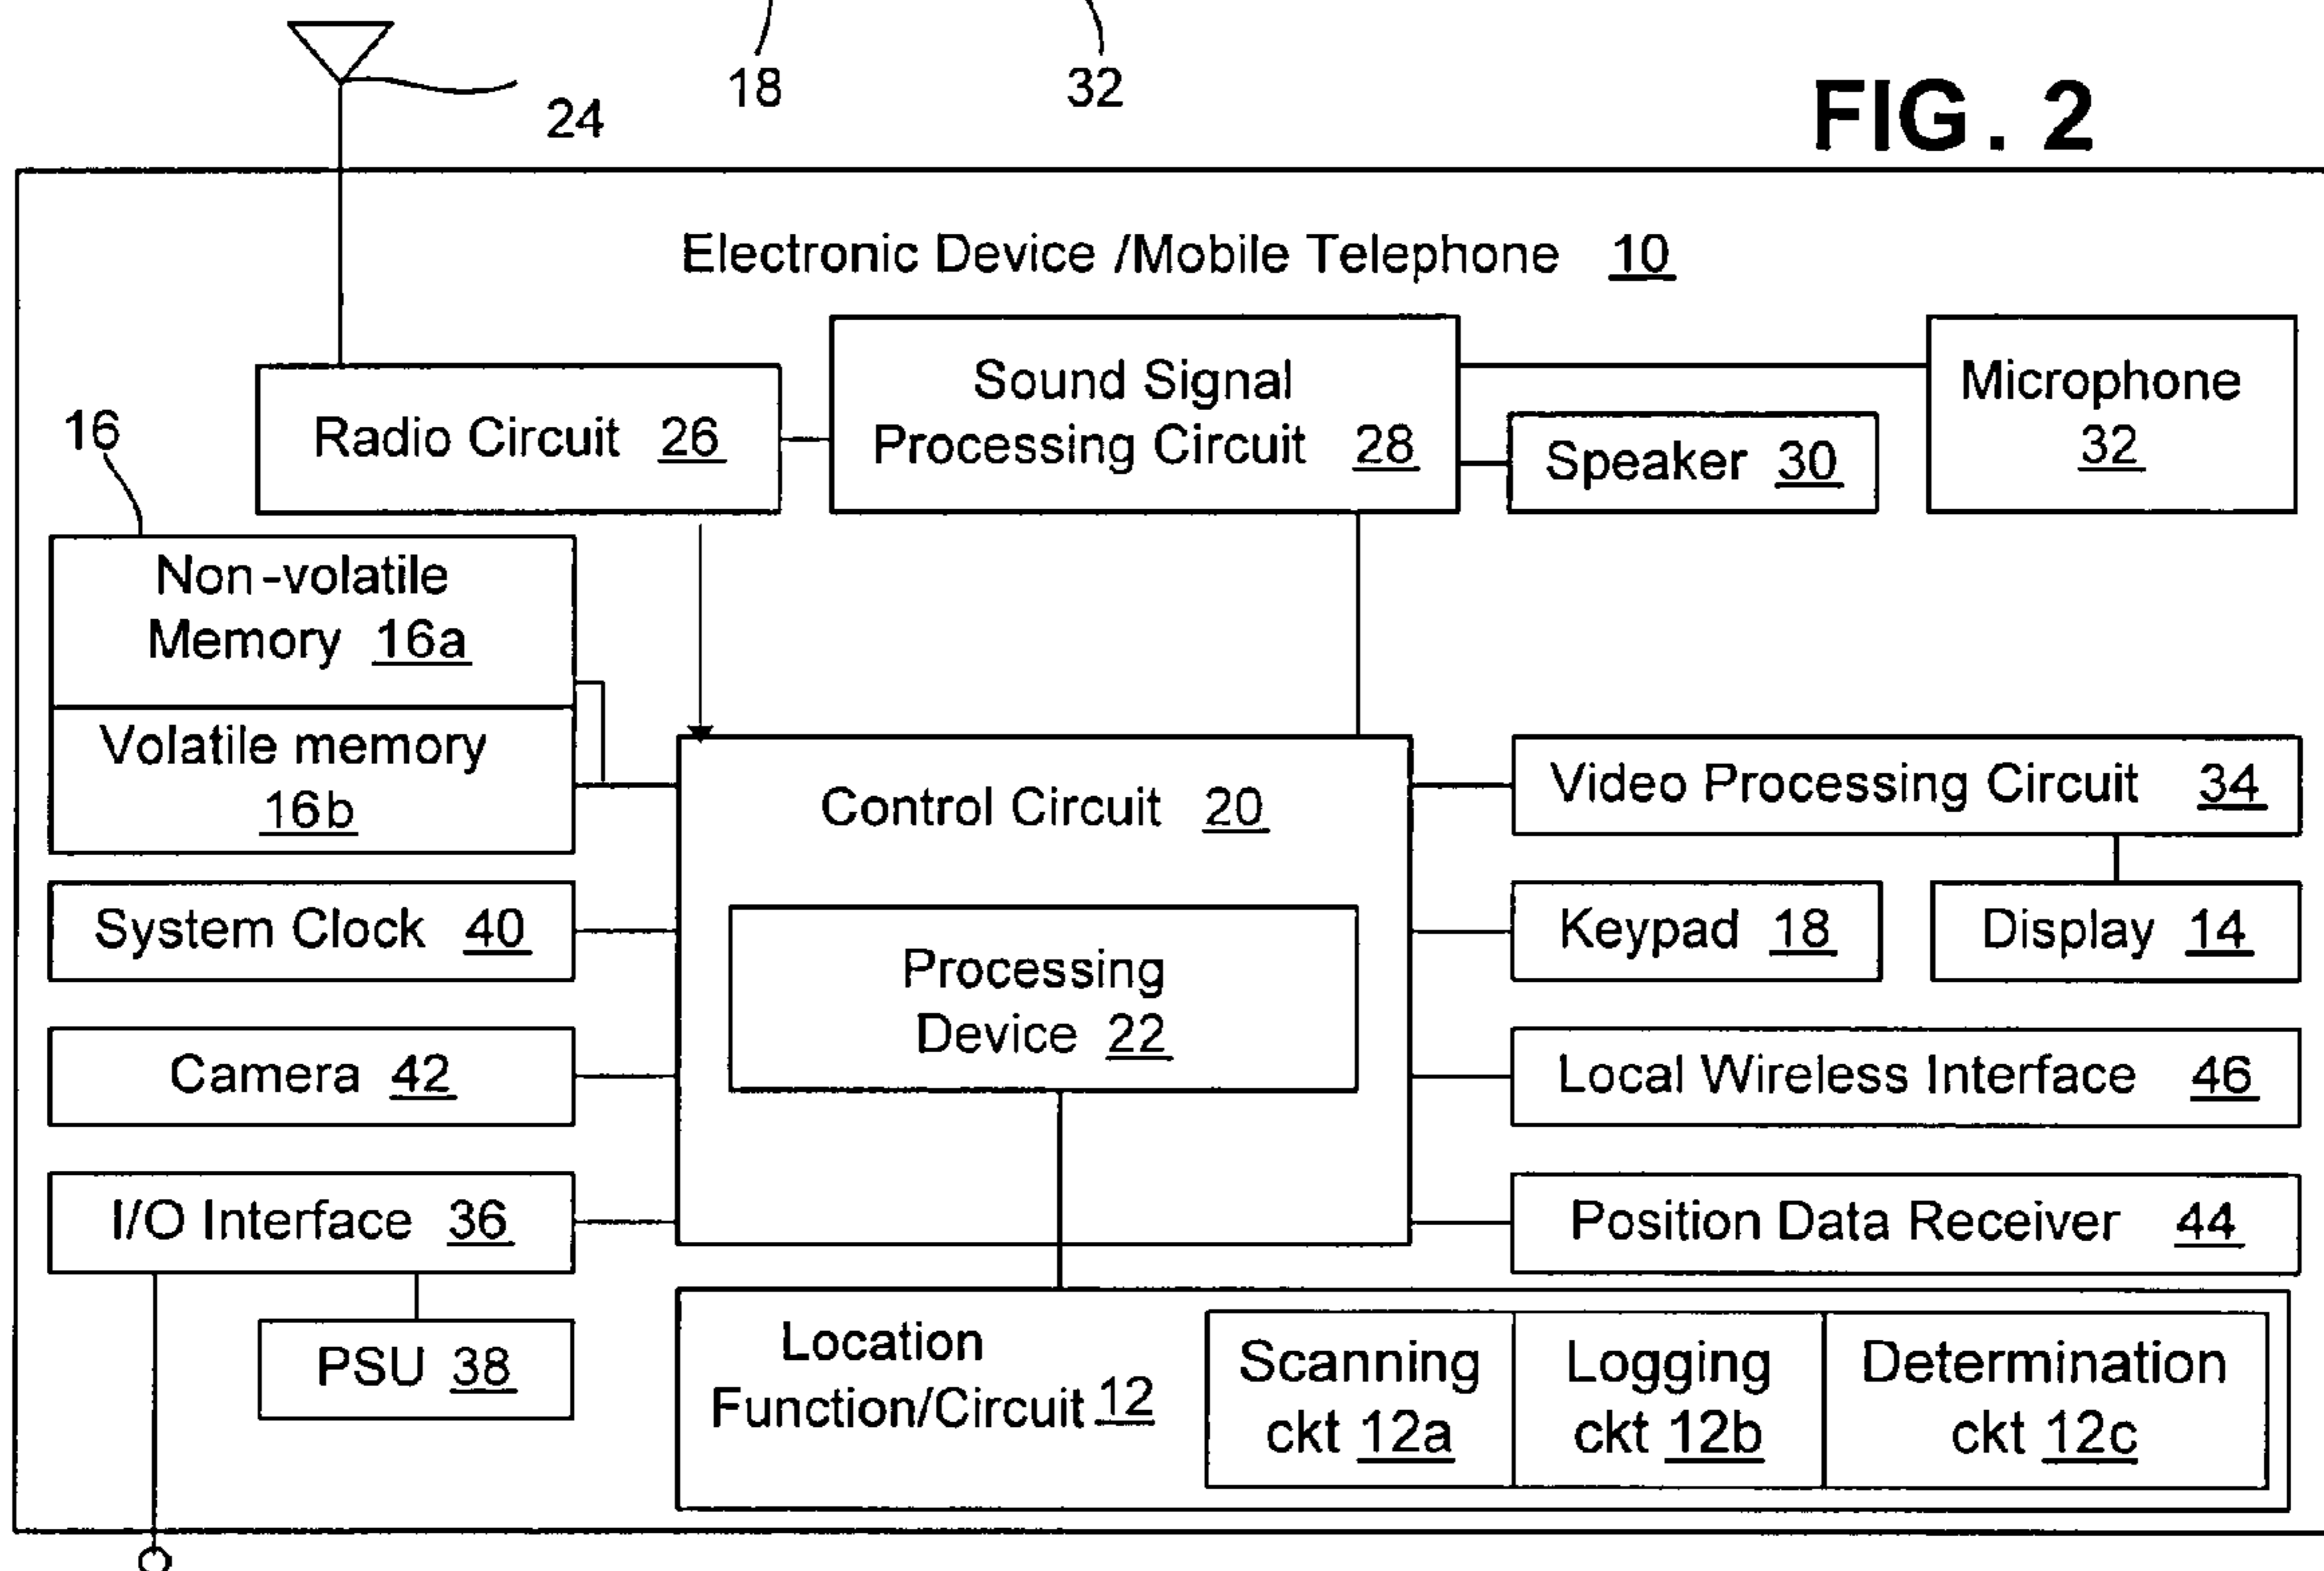 18
32
24
FIG. 2
Electronic Device /Mobile Telephone 10
Sound Signal
Processing Circuit 28
Microphone
32
Radio Circuit 26
Speaker 30
16
Non-volatile
Memory 16a
Volatile memory
16b
Control Circuit 20
Video Processing Circuit 34
System Clock 40
Keypad 18
Display 14
Processing
Device 22
Camera 42
Local Wireless Interface 46
I/O Interface 36
Position Data Receiver 44
PSU 38
Location
Function/Circuit 12
Scanning
ckt 12a
Logging
ckt 12b
Determination
ckt 12c